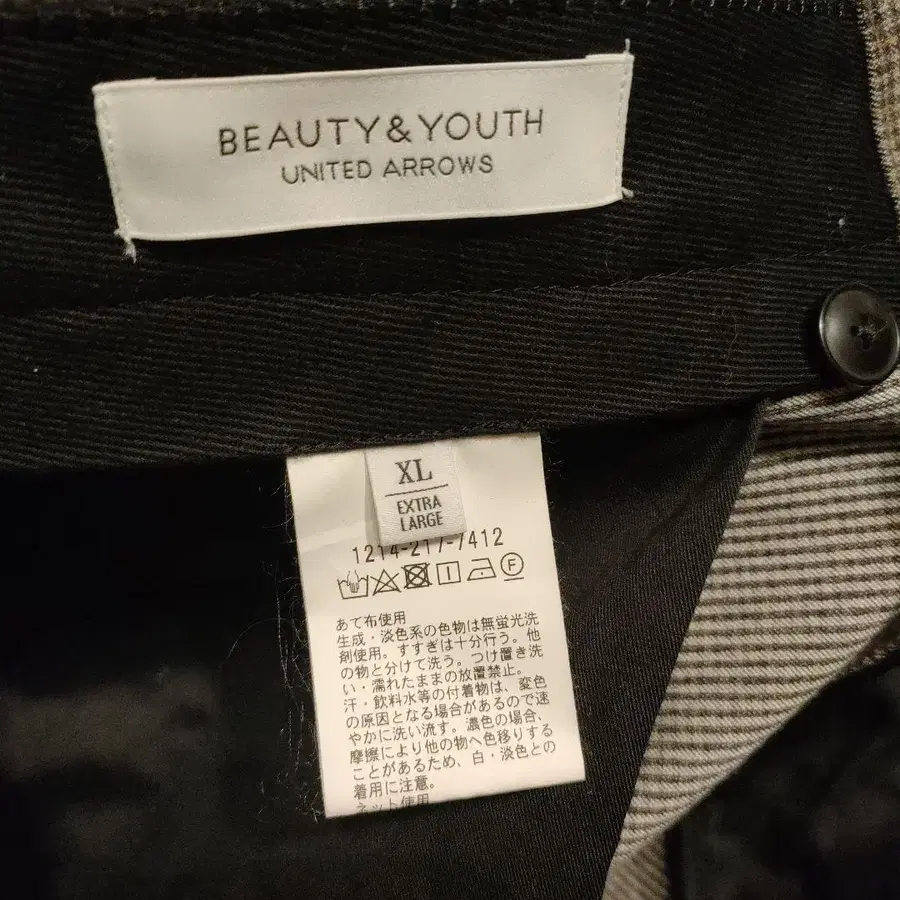 BEAUTY&YOUTH
UNITED ARROWS
XL
EXTRA
LARGE
1214-217-7412
F
あて布使用
生成・淡色系の色物は無蛍光洗
剤使用。すすぎは十分行う。他
の物と分けて洗う。つけ置き洗
い・濡れたままの放置禁止。
汗・飲料水等の付着物は、変色
の原因となる場合があるので速
やかに洗い流す。濃色の場合、
摩擦により他の物へ色移りする
ことがあるため、白・淡色との
着用に注意。
ネット使用